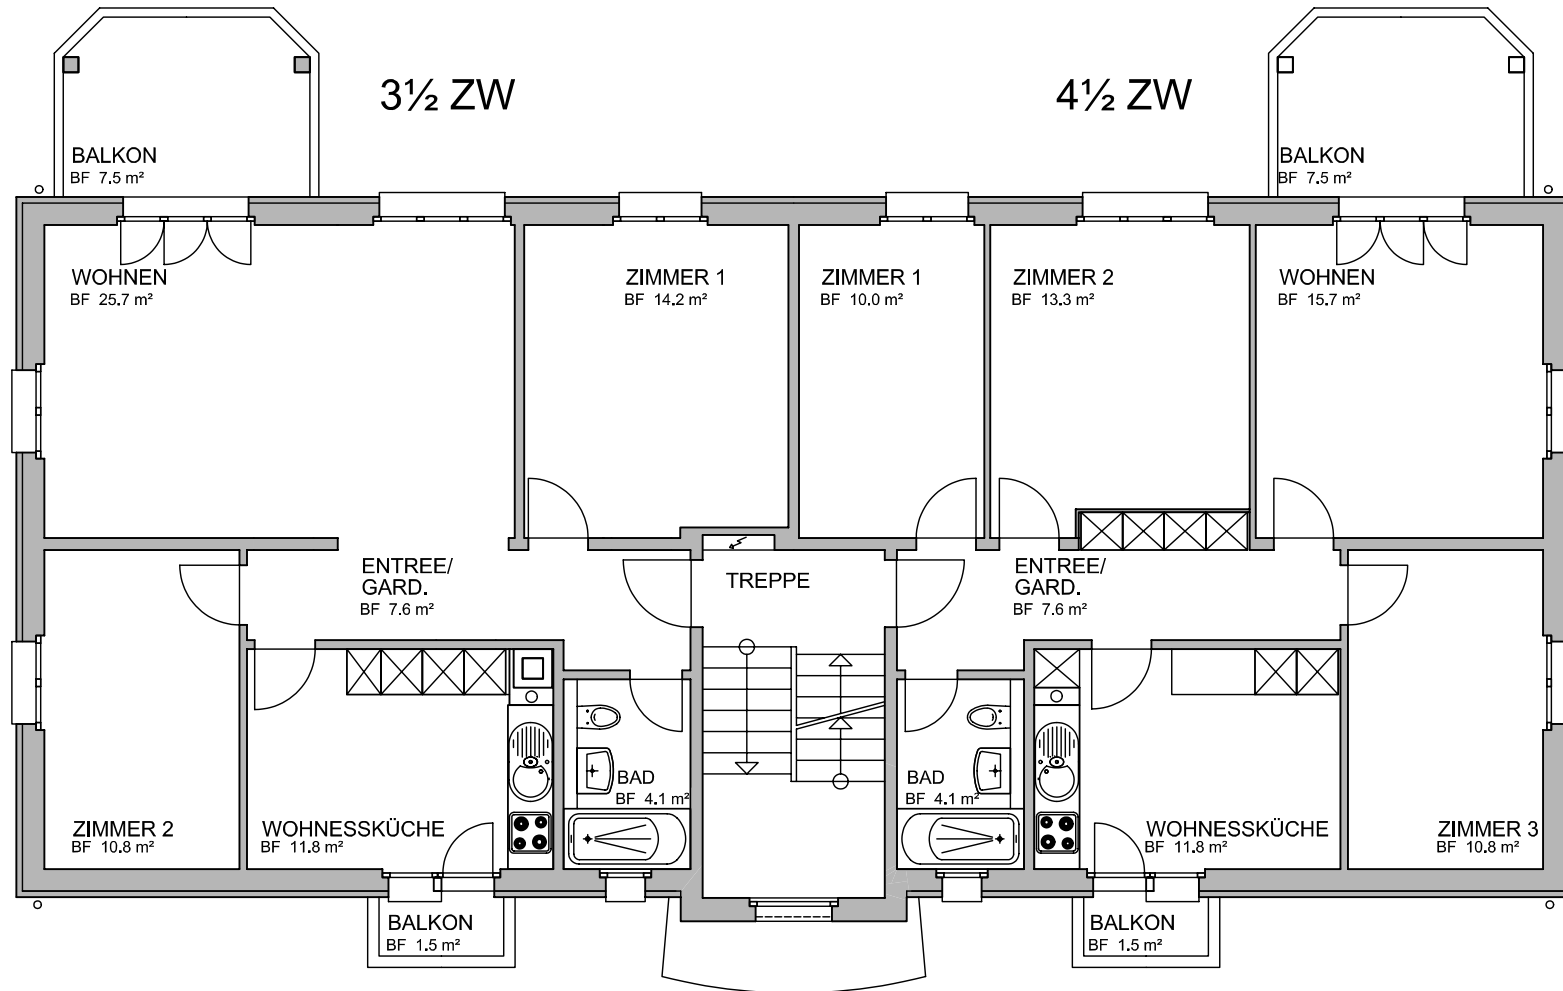 3½ ZW
4½ ZW
BALKON
BF 7.5 m²
BALKON
BF 7.5 m²
WOHNEN
BF 25.7 m²
ZIMMER 1
BF 14.2 m²
ZIMMER 1
BF 10.0 m²
ZIMMER 2
BF 13.3 m²
WOHNEN
BF 15.7 m²
ENTREE/
GARD.
BF 7.6 m²
TREPPE
ENTREE/
GARD.
BF 7.6 m²
ZIMMER 2
BF 10.8 m²
WOHNESSKÜCHE
BF 11.8 m²
BAD
BF 4.1 m²
BAD
BF 4.1 m²
WOHNESSKÜCHE
BF 11.8 m²
ZIMMER 3
BF 10.8 m²
BALKON
BF 1.5 m²
BALKON
BF 1.5 m²